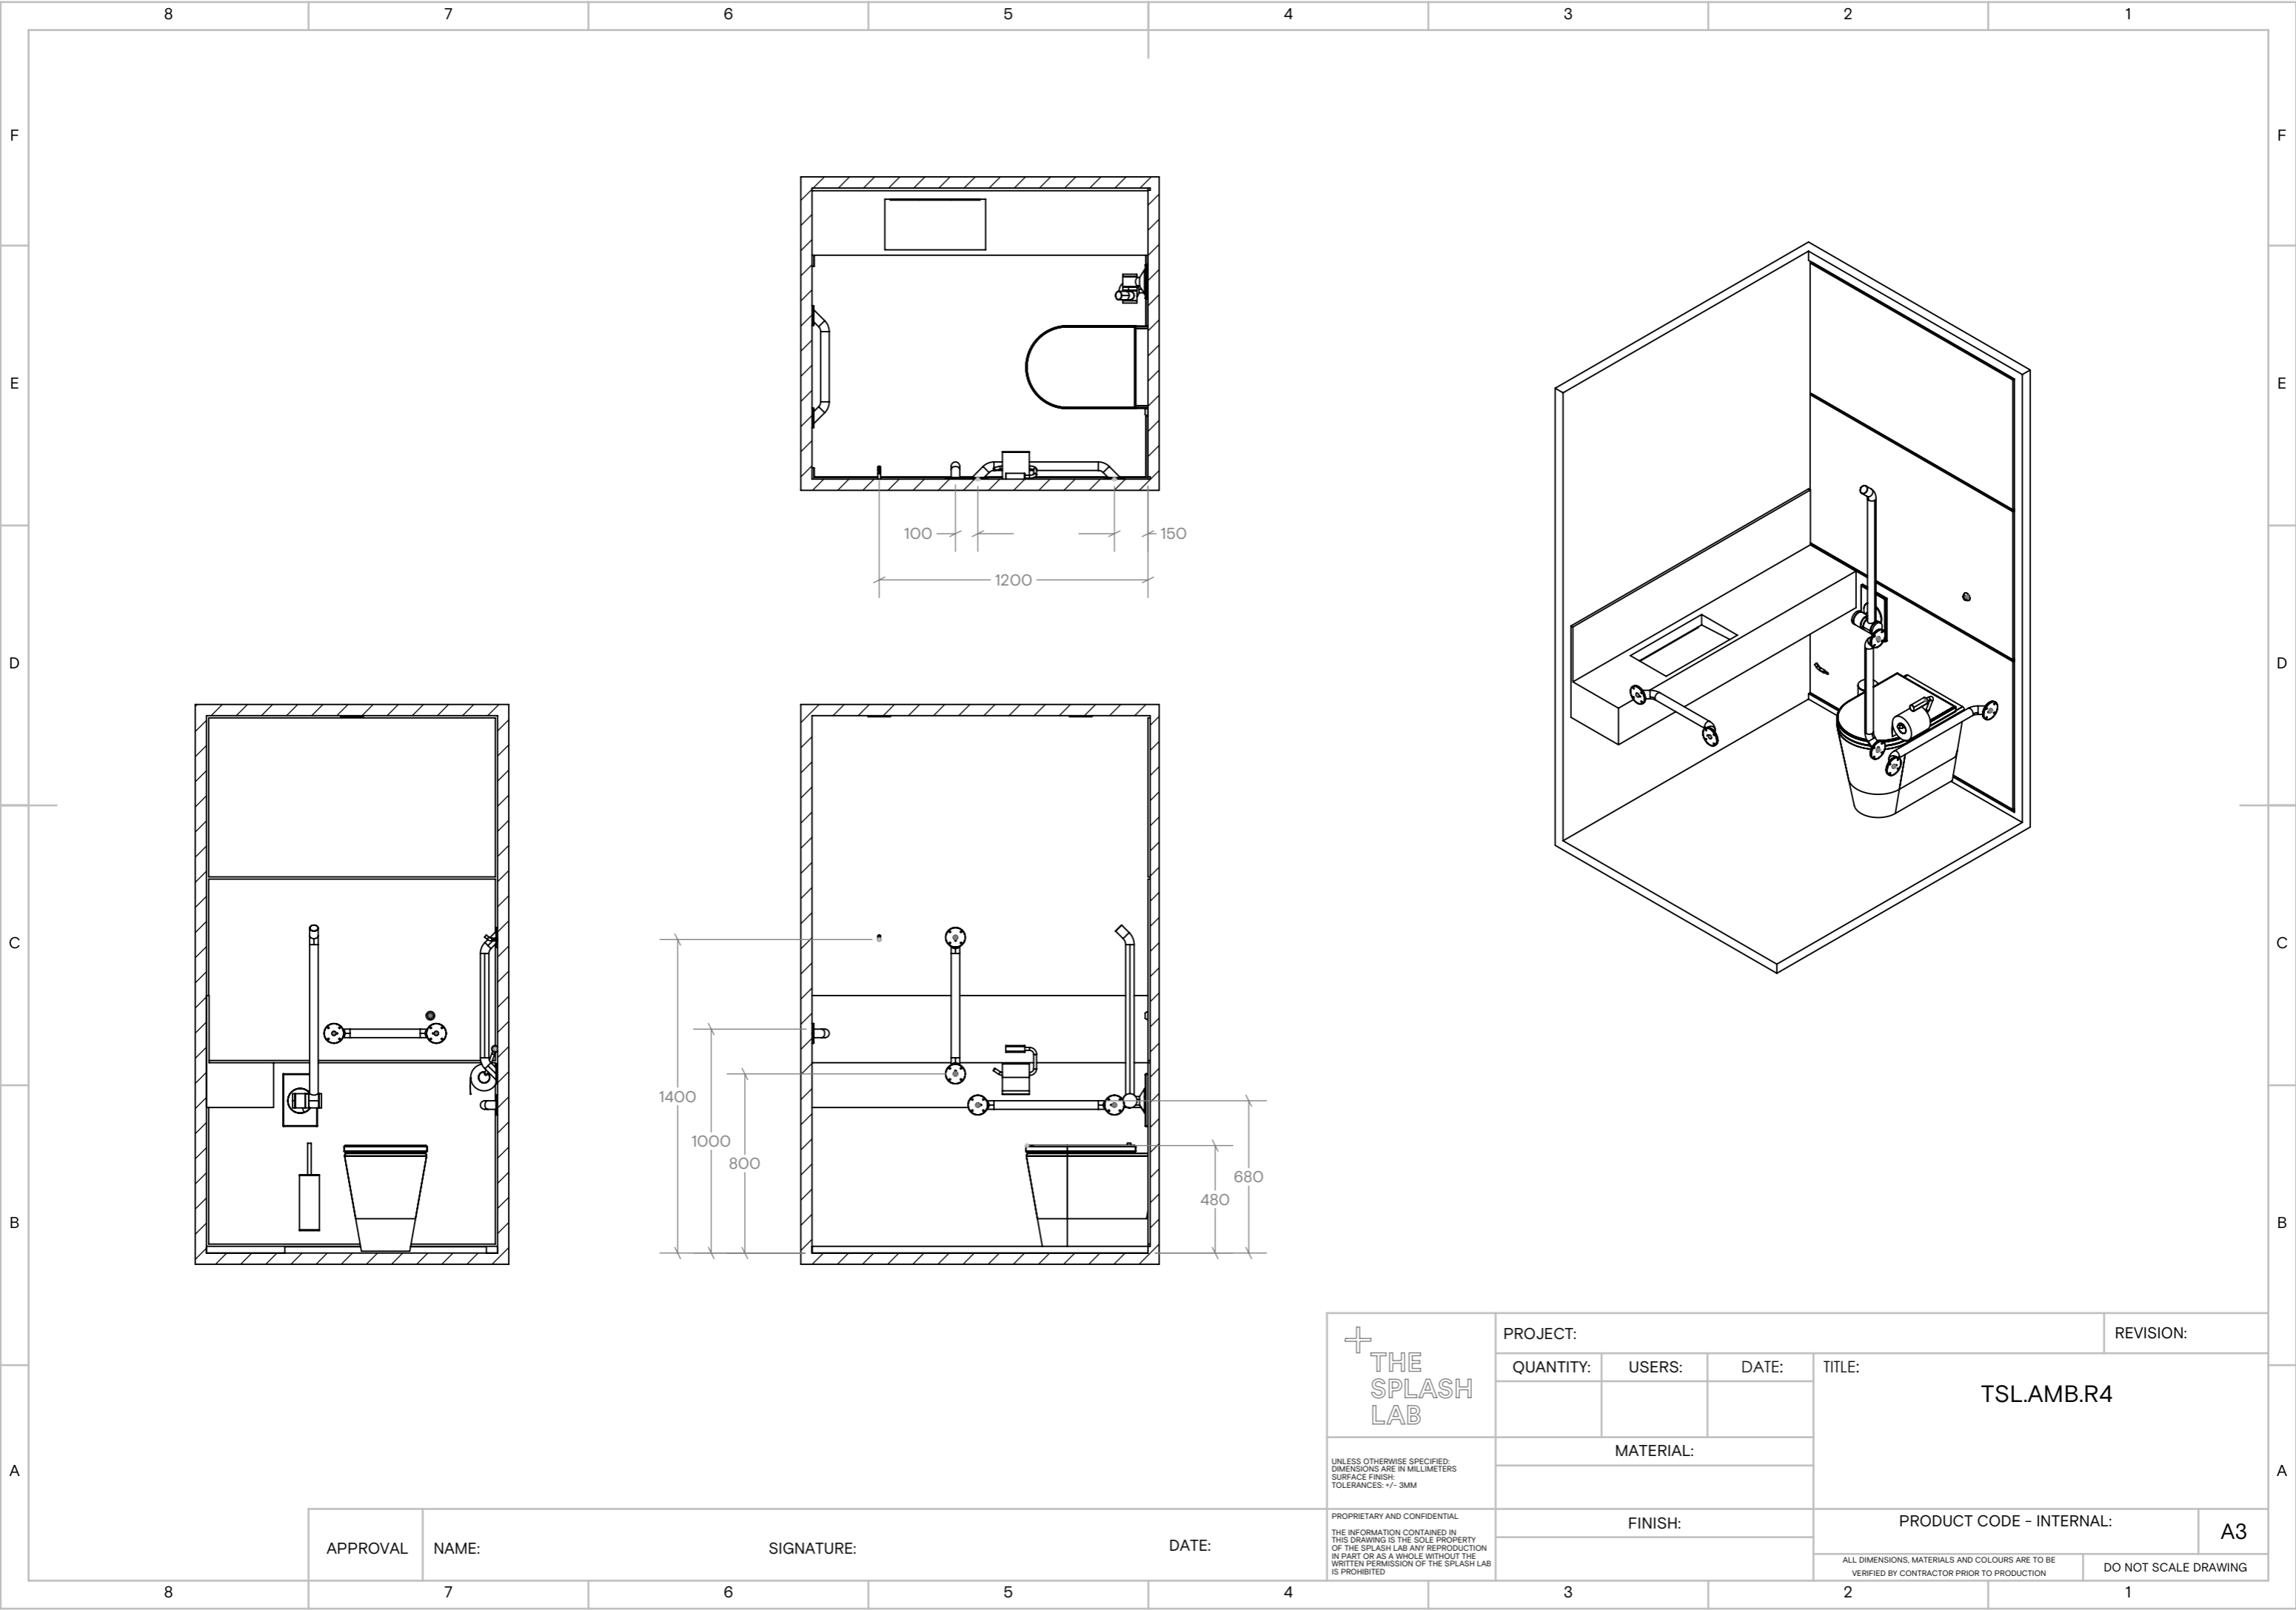 8 7 6 5 4 3 2 1
F F
E E
D D
C C
B B
A A
100
150
1200
1400
1000
800
680
480
THE
SPLASH
LAB
PROJECT:
REVISION:
QUANTITY: USERS: DATE: TITLE:
TSL.AMB.R4
MATERIAL:
UNLESS OTHERWISE SPECIFIED:
DIMENSIONS ARE IN MILLIMETERS
SURFACE FINISH:
TOLERANCES: +/- 3MM
PROPRIETARY AND CONFIDENTIAL
THE INFORMATION CONTAINED IN
THIS DRAWING IS THE SOLE PROPERTY
OF THE SPLASH LAB ANY REPRODUCTION
IN PART OR AS A WHOLE WITHOUT THE
WRITTEN PERMISSION OF THE SPLASH LAB
IS PROHIBITED
FINISH:
PRODUCT CODE - INTERNAL:
A3
ALL DIMENSIONS, MATERIALS AND COLOURS ARE TO BE
VERIFIED BY CONTRACTOR PRIOR TO PRODUCTION
DO NOT SCALE DRAWING
APPROVAL NAME: SIGNATURE: DATE:
8 7 6 5 4 3 2 1